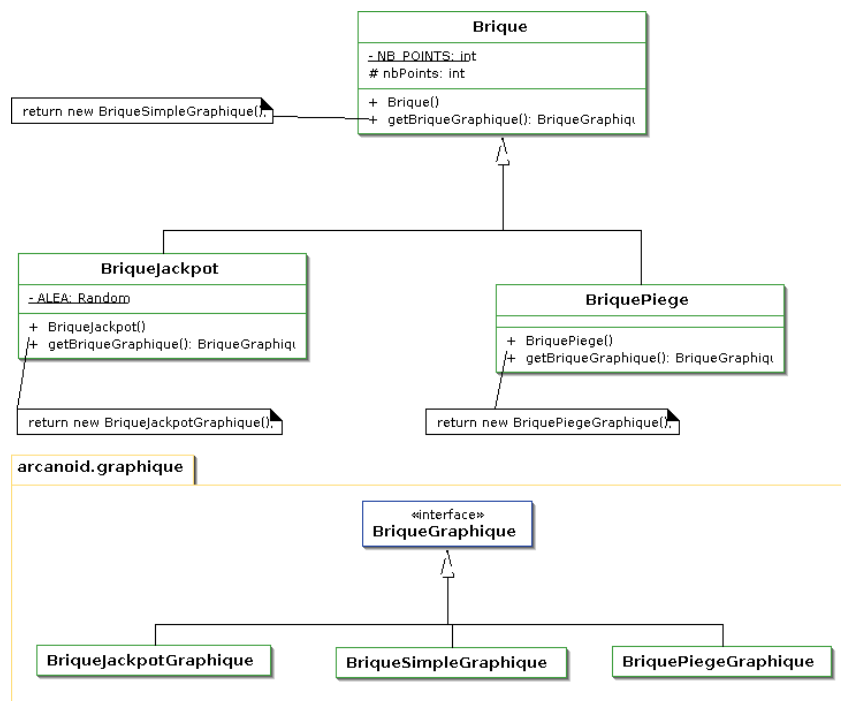 Brique
- NB_POINTS: int
# nbPoints: int
+ Brique()
+ getBriqueGraphique(): BriqueGraphiqu
return new BriqueSimpleGraphique();
BriqueJackpot
- ALEA: Random
+ BriqueJackpot()
+ getBriqueGraphique(): BriqueGraphiqu
BriquePiege
+ BriquePiege()
+ getBriqueGraphique(): BriqueGraphiqu
return new BriqueJackpotGraphique();
return new BriquePiegeGraphique();
arcanoid.graphique
«interface»
BriqueGraphique
BriqueJackpotGraphique
BriqueSimpleGraphique
BriquePiegeGraphique